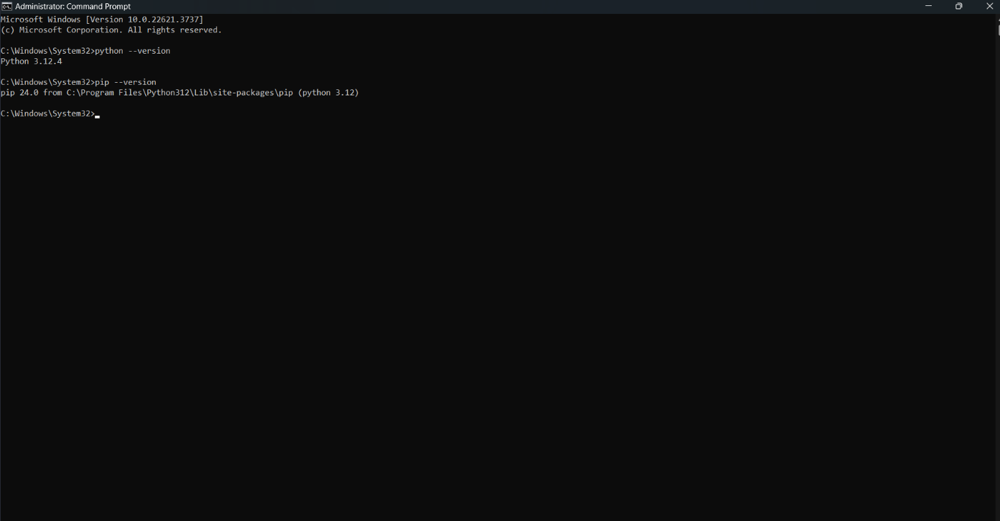 Administrator: Command Prompt
Microsoft Windows [Version 10.0.22621.3737]
(c) Microsoft Corporation. All rights reserved.
C:\Windows\System32>python --version
Python 3.12.4
C:\Windows\System32>pip --version
pip 24.0 from C:\Program Files\Python312\Lib\site-packages\pip (python 3.12)
C:\Windows\System32>